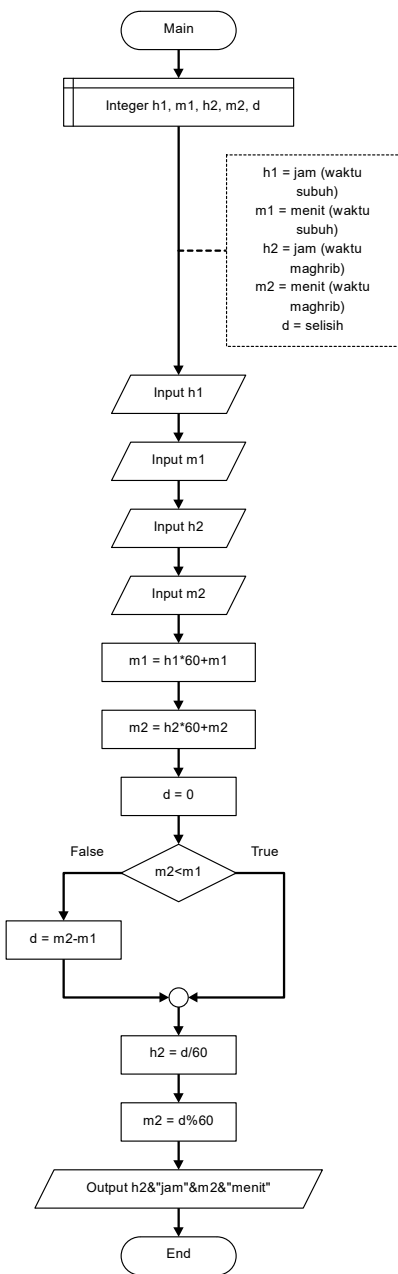 Main
Integer h1, m1, h2, m2, d
h1 = jam (waktu
subuh)
m1 = menit (waktu
subuh)
h2 = jam (waktu
maghrib)
m2 = menit (waktu
maghrib)
d = selisih
Input h1
Input m1
Input h2
Input m2
m1 = h1*60+m1
m2 = h2*60+m2
d = 0
False
True
m2<m1
d = m2-m1
h2 = d/60
m2 = d%60
Output h2&"jam"&m2&"menit"
End